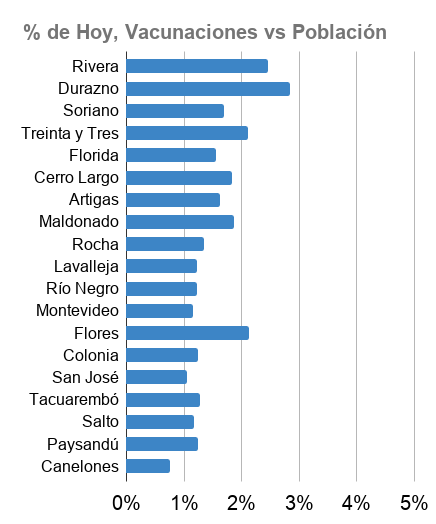 % de Hoy, Vacunaciones vs Población
Rivera
Durazno
Soriano
Treinta y Tres
Florida
Cerro Largo
Artigas
Maldonado
Rocha
Lavalleja
Río Negro
Montevideo
Flores
Colonia
San José
Tacuarembó
Salto
Paysandú
Canelones
0% 1% 2% 3% 4% 5%